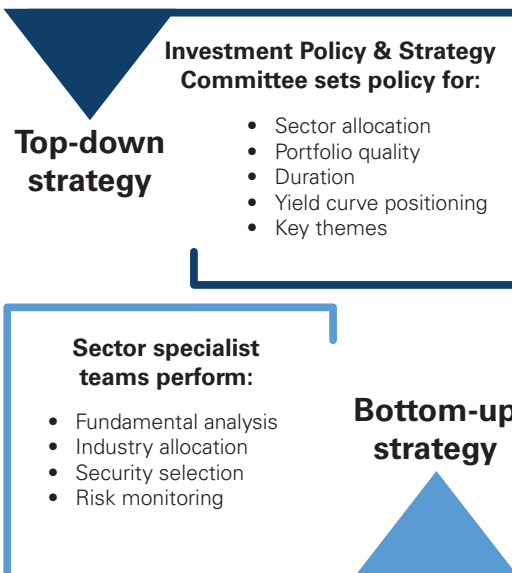 Investment Policy & Strategy
Committee sets policy for:
Top-down
strategy
• Sector allocation
• Portfolio quality
• Duration
• Yield curve positioning
• Key themes
Sector specialist
teams perform:
• Fundamental analysis
• Industry allocation
• Security selection
• Risk monitoring
Bottom-up
strategy